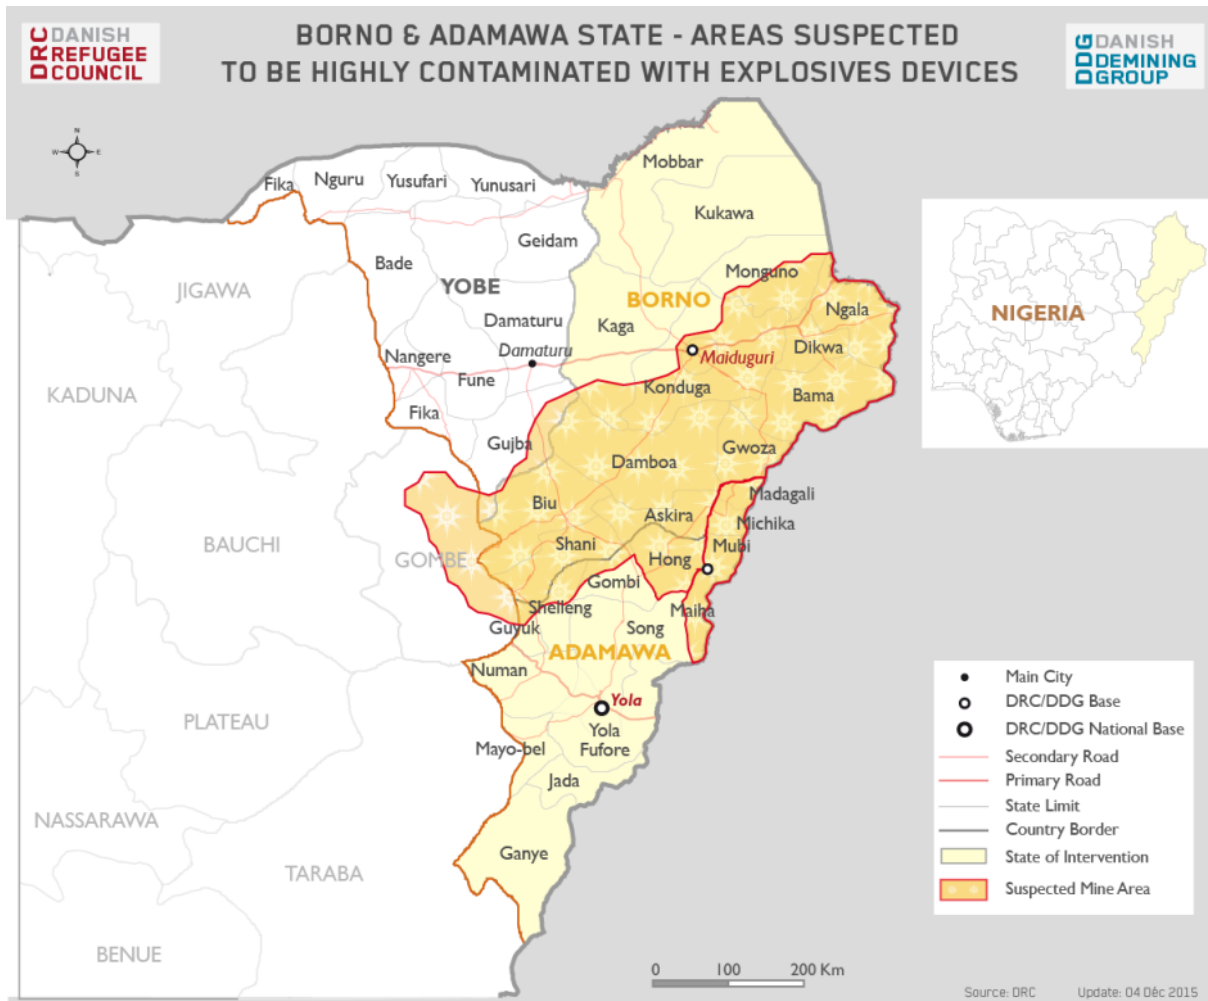 DRC DANISH
REFUGEE
COUNCIL
BORNO & ADAMAWA STATE - AREAS SUSPECTED
TO BE HIGHLY CONTAMINATED WITH EXPLOSIVES DEVICES
DDG DANISH
DEMINING
GROUP
N
W E
S
Mobbar
Fika
Nguru
Yusufari
Yunusari
Kukawa
Geidam
Bade
Monguno
JIGAWA
YOBE
BORNO
Ngala
NIGERIA
Damaturu
Kaga
Damaturu
Maiduguri
Dikwa
Nangere
Fune
Konduga
Bama
KADUNA
Fika
Gujba
Gwoza
Damboa
Biu
Madagali
Askira
Michika
BAUCHI
GOMBE
Shani
Mubi
Hong
Gombi
Shelleng
Maiha
Guyuk
Song
ADAMAWA
Numan
Yola
PLATEAU
Yola
Mayo-bel
Fufore
Jada
NASSARAWA
Ganye
TARABA
BENUE
Main City
DRC/DDG Base
DRC/DDG National Base
Secondary Road
Primary Road
State Limit
Country Border
State of Intervention
Suspected Mine Area
0 100 200 Km
Source: DRC Update: 04 Déc 2015